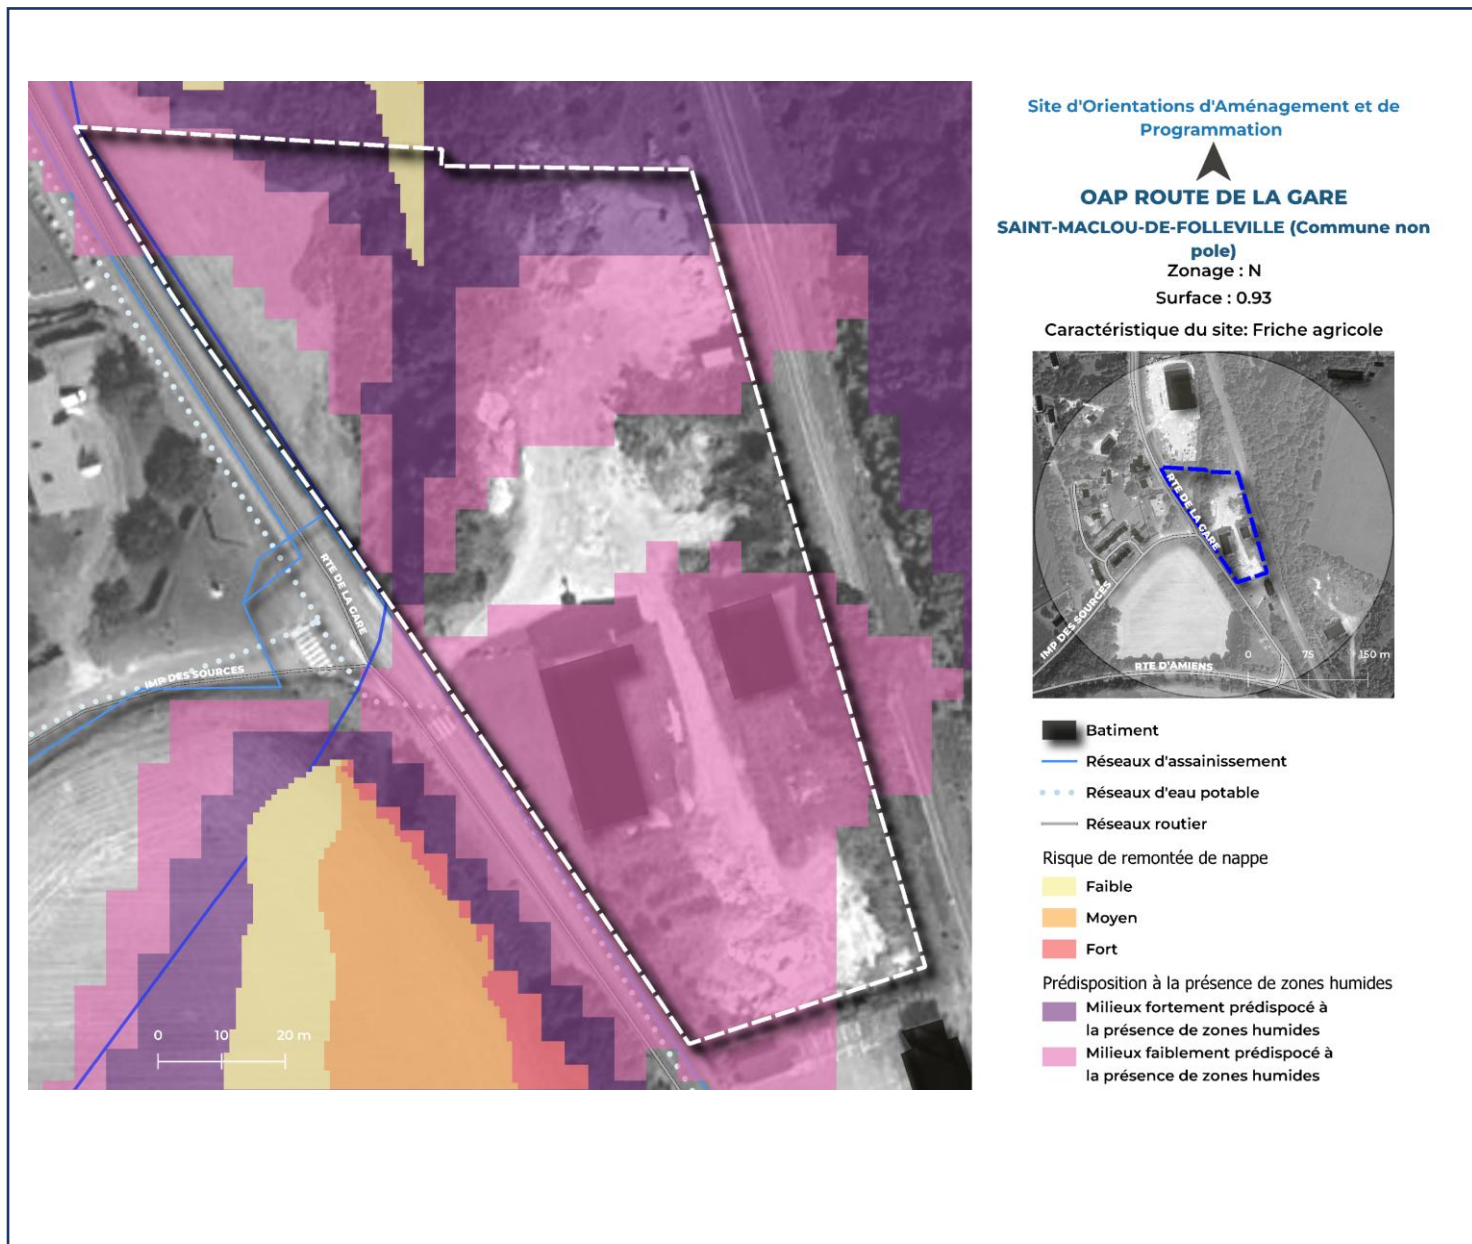 Site d'Orientations d'Aménagement et de
Programmation
OAP ROUTE DE LA GARE
SAINT-MACLOU-DE-FOLLEVILLE (Commune non
pole)
Zonage : N
Surface : 0.93
Caractéristique du site: Friche agricole
RTE DE LA GARE
IMP DES SOURCES
RTE D'AMIENS
0 75 150 m
RTE DE LA GARE
IMP DES SOURCES
0 10 20 m
Batiment
Réseaux d'assainissement
Réseaux d'eau potable
Réseaux routier
Risque de remontée de nappe
Faible
Moyen
Fort
Prédisposition à la présence de zones humides
Milieux fortement prédispocé à
la présence de zones humides
Milieux faiblement prédispocé à
la présence de zones humides